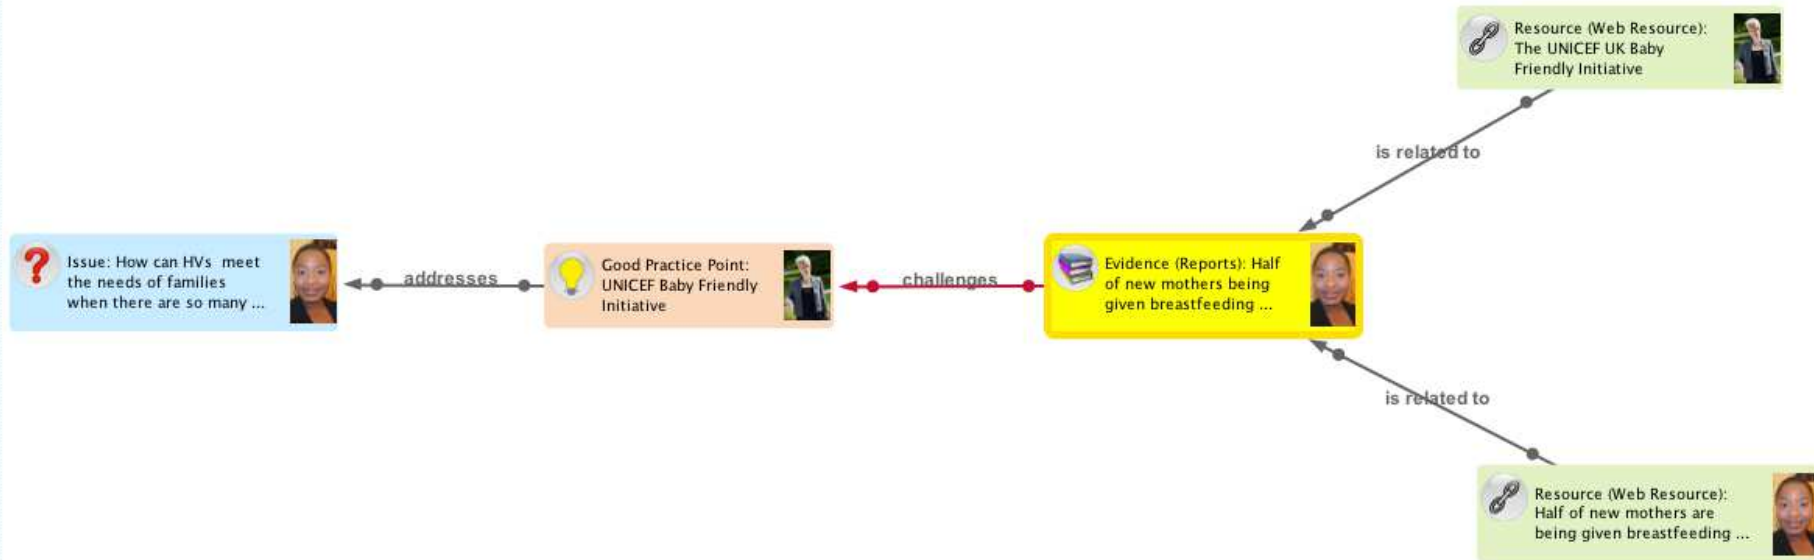 Resource (Web Resource):
The UNICEF UK Baby
Friendly Initiative
is related to
Issue: How can HVs meet
the needs of families
when there are so many ...
addresses
Good Practice Point:
UNICEF Baby Friendly
Initiative
challenges
Evidence (Reports): Half
of new mothers being
given breastfeeding ...
is related to
Resource (Web Resource):
Half of new mothers are
being given breastfeeding ...